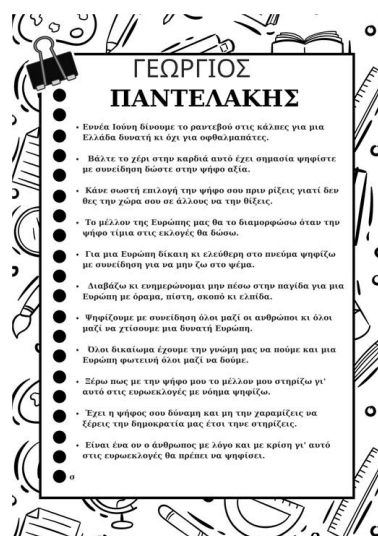 ΓΕΩΡΓΙΟΣ
ΠΑΝΤΕΛΑΚΗΣ
• Εννέα Ιούνη δίνουμε το ραντεβού στις κάλπες για μια
Ελλάδα δυνατή κι όχι για οφθαλμαπάτες.
• Βάλτε το χέρι στην καρδιά αυτό έχει σημασία ψηφίστε
με συνείδηση δώστε στην ψήφο αξία.
• Κάνε σωστή επιλογή την ψήφο σου πριν ρίξεις γιατί δεν
θες την χώρα σου σε άλλους να την θίξεις.
• Το μέλλον της Ευρώπης μας θα το διαμορφώσω όταν την
ψήφο τίμια στις εκλογές θα δώσω.
• Για μια Ευρώπη δίκαιη κι ελεύθερη στο πνεύμα ψηφίζω
με συνείδηση για να μην ζω στο ψέμα.
• Διαβάζω κι ενημερώνομαι μην πέσω στην παγίδα για μια
Ευρώπη με όραμα, πίστη, σκοπό κι ελπίδα.
• Ψηφίζουμε με συνείδηση όλοι μαζί οι ανθρωποι κι όλοι
μαζί να χτίσουμε μια δυνατή Ευρώπη.
• Όλοι δικαίωμα έχουμε την γνώμη μας να πούμε και μια
Ευρώπη φωτεινή όλοι μαζί να δούμε.
• Ξέρω πως με την ψήφο μου το μέλλον μου στηρίζω γι'
αυτό στις ευρωεκλογές με νόημα ψηφίζω.
• Έχει η ψήφος σου δύναμη και μη την χαραμίζεις να
ξέρεις την δημοκρατία μας έτσι τηνε στηρίζεις.
• Είναι ένα ον ο άνθρωπος με λόγο και με κρίση γι' αυτό
στις ευρωεκλογές θα πρέπει να ψηφίσει.
σ